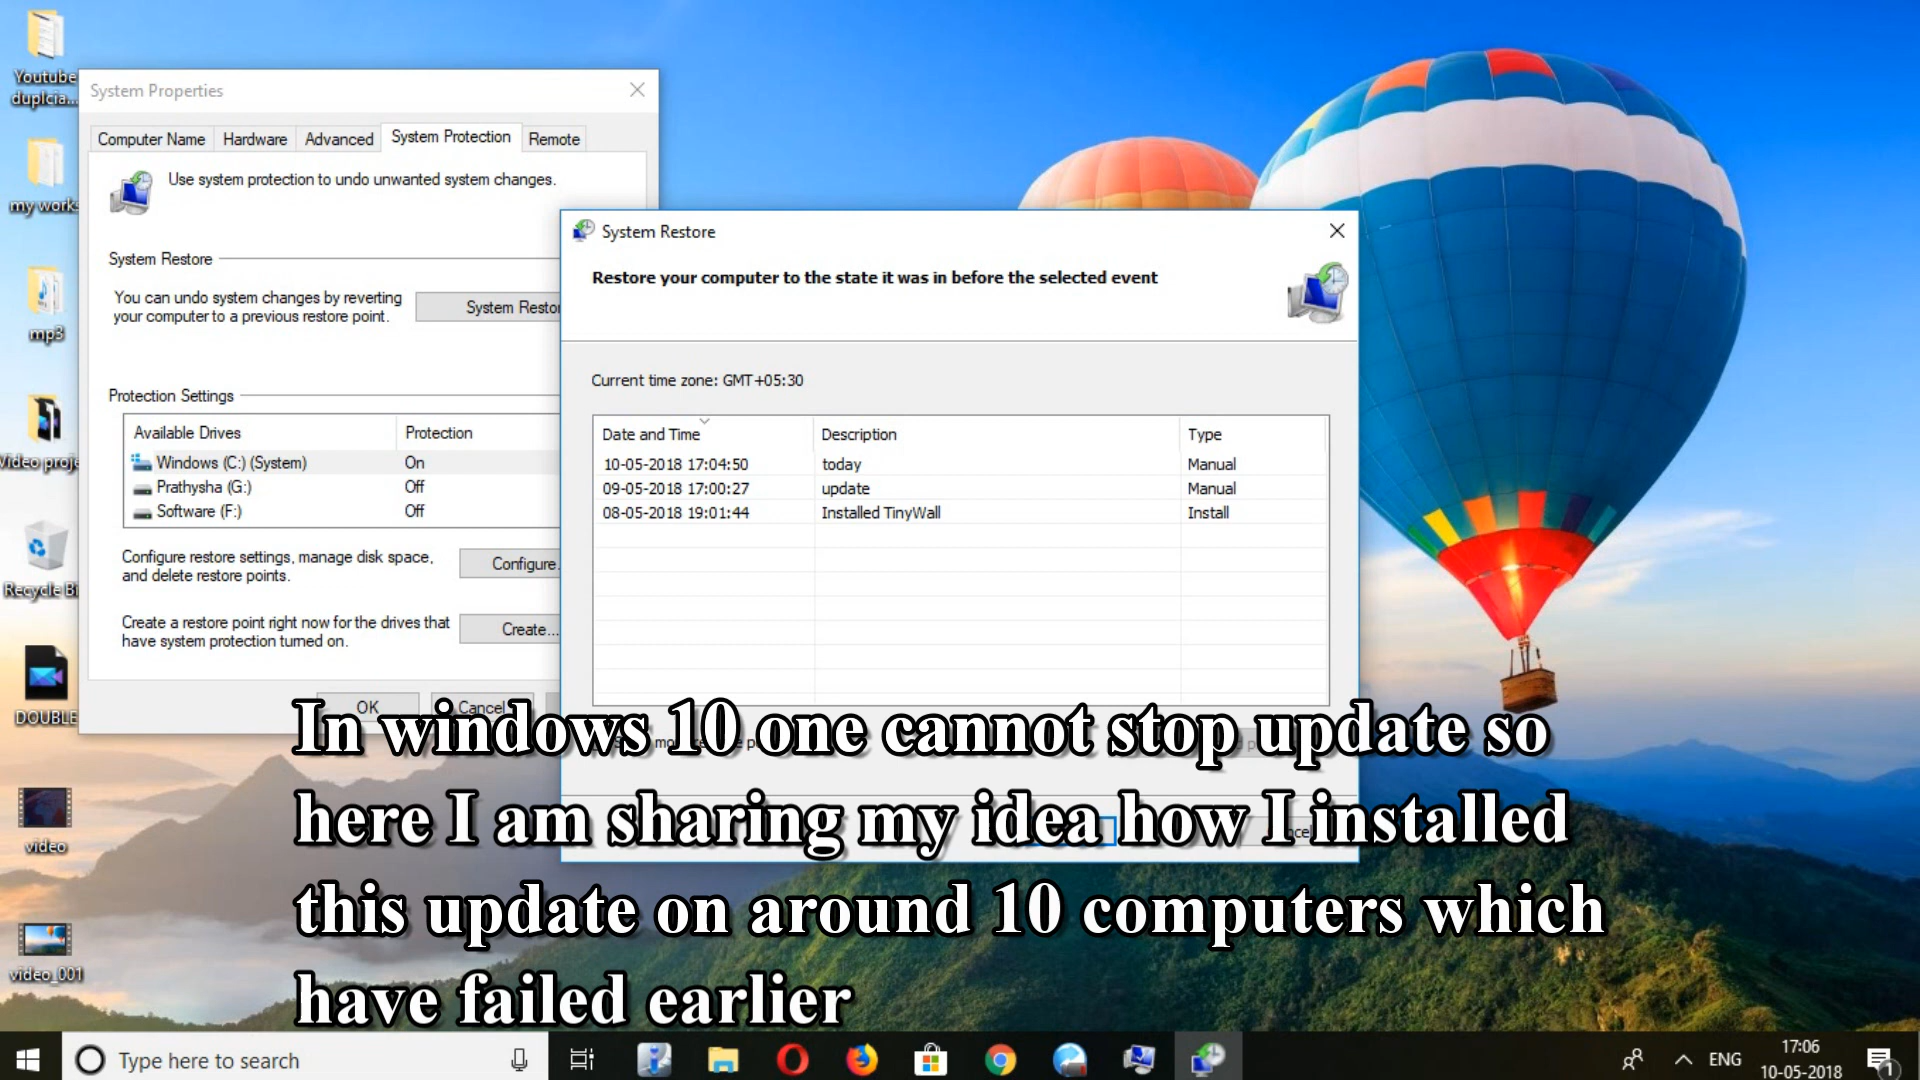 Youtube
duplcia...
my works
mp3
Video proje
Recycle Bi
DOUBLE
video
video_001
System Properties
Computer Name
Hardware
Advanced
System Protection
Remote
Use system protection to undo unwanted system changes.
System Restore
You can undo system changes by reverting
your computer to a previous restore point.
System Restor
Protection Settings
Available Drives Protection
Windows (C:) (System) On
Prathysha (G:) Off
Software (F:) Off
Configure restore settings, manage disk space,
and delete restore points.
Configure.
Create a restore point right now for the drives that
have system protection turned on.
Create...
OK
Cancel
System Restore
Restore your computer to the state it was in before the selected event
Current time zone: GMT+05:30
Date and Time Description Type
10-05-2018 17:04:50 today Manual
09-05-2018 17:00:27 update Manual
08-05-2018 19:01:44 Installed TinyWall Install
In windows 10 one cannot stop update so
here I am sharing my idea how I installed
this update on around 10 computers which
have failed earlier
Type here to search
ENG
17:06
10-05-2018
1